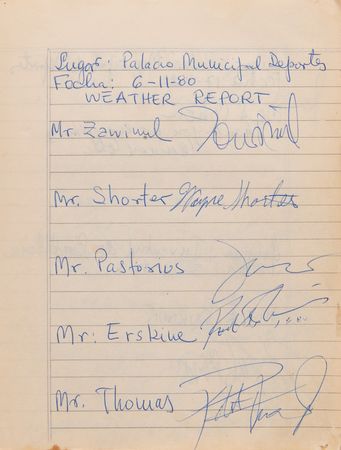 Lugar: Palacio Municipal Deportes
Fecha: 6-11-80
WEATHER REPORT
Mr. Zawinul
Mr. Shorter Wayne Shorter
Mr. Pastorius
Mr: Erskine
Mr. Thomas